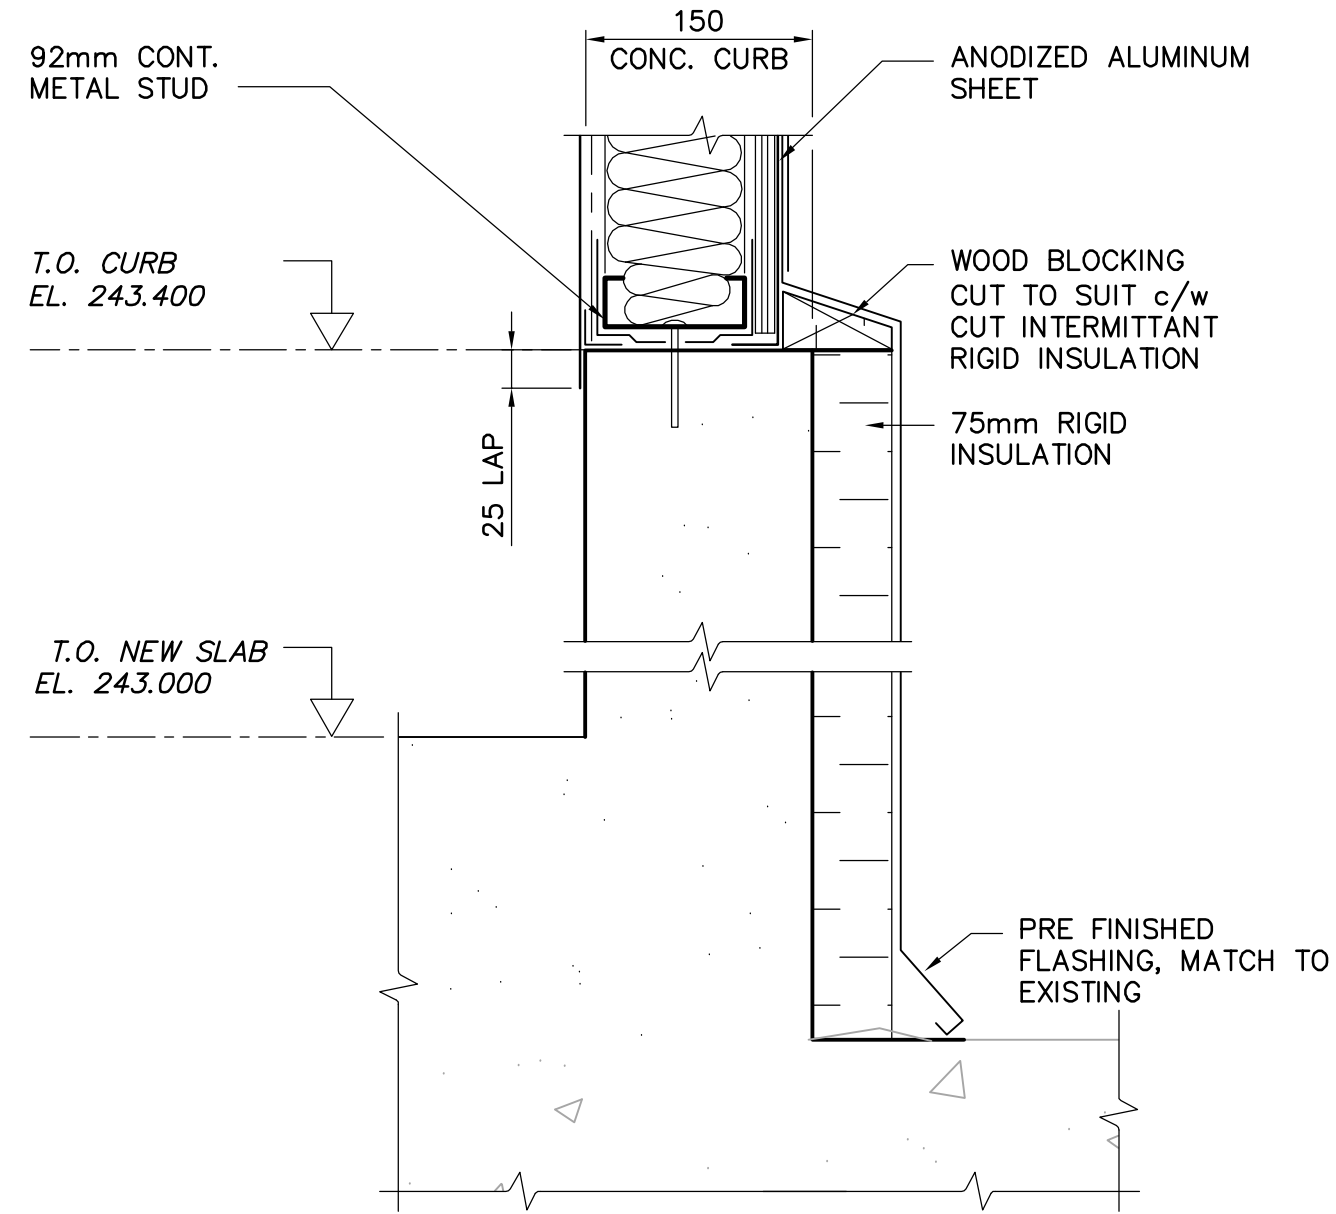 150
CONC. CURB
92mm CONT.
METAL STUD
ANODIZED ALUMINUM
SHEET
T.O. CURB
EL. 243.400
WOOD BLOCKING
CUT TO SUIT c/w
CUT INTERMITTANT
RIGID INSULATION
75mm RIGID
INSULATION
25 LAP
T.O. NEW SLAB
EL. 243.000
PRE FINISHED
FLASHING, MATCH TO
EXISTING